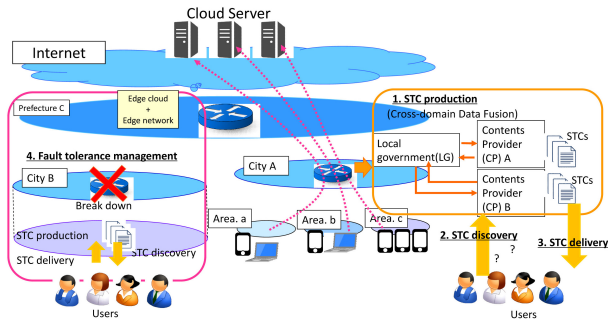 Cloud Server
Internet
Prefecture C
Edge cloud
+
Edge network
1. STC production
(Cross-domain Data Fusion)
Local
government(LG)
Contents
Provider
(CP) A
STCs
Contents
Provider
(CP) B
STCs
4. Fault tolerance management
City B
Break down
City A
STC production
STC delivery
STC discovery
Area. a
Area. b
Area. c
2. STC discovery
3. STC delivery
?
?
Users
Users